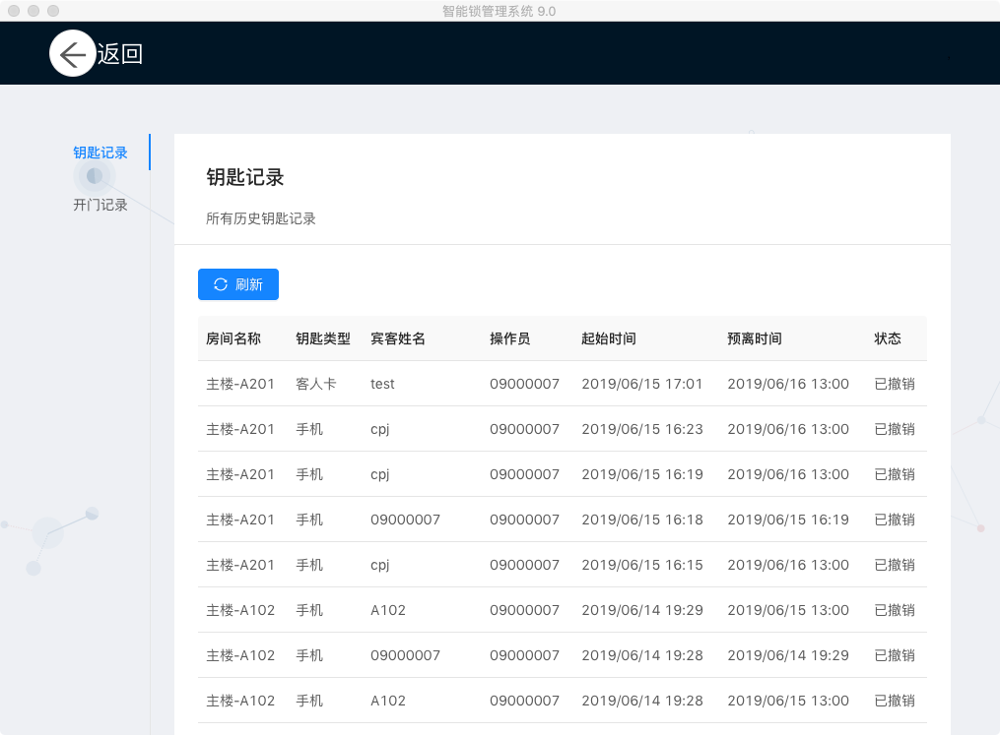 智能锁管理系统 9.0
返回
钥匙记录
开门记录
钥匙记录
所有历史钥匙记录
刷新
房间名称 钥匙类型 宾客姓名 操作员 起始时间 预离时间 状态
主楼-A201 客人卡 test 09000007 2019/06/15 17:01 2019/06/16 13:00 已撤销
主楼-A201 手机 cpj 09000007 2019/06/15 16:23 2019/06/16 13:00 已撤销
主楼-A201 手机 cpj 09000007 2019/06/15 16:19 2019/06/16 13:00 已撤销
主楼-A201 手机 09000007 09000007 2019/06/15 16:18 2019/06/15 16:19 已撤销
主楼-A201 手机 cpj 09000007 2019/06/15 16:15 2019/06/16 13:00 已撤销
主楼-A102 手机 A102 09000007 2019/06/14 19:29 2019/06/15 13:00 已撤销
主楼-A102 手机 09000007 09000007 2019/06/14 19:28 2019/06/14 19:29 已撤销
主楼-A102 手机 A102 09000007 2019/06/14 19:28 2019/06/15 13:00 已撤销